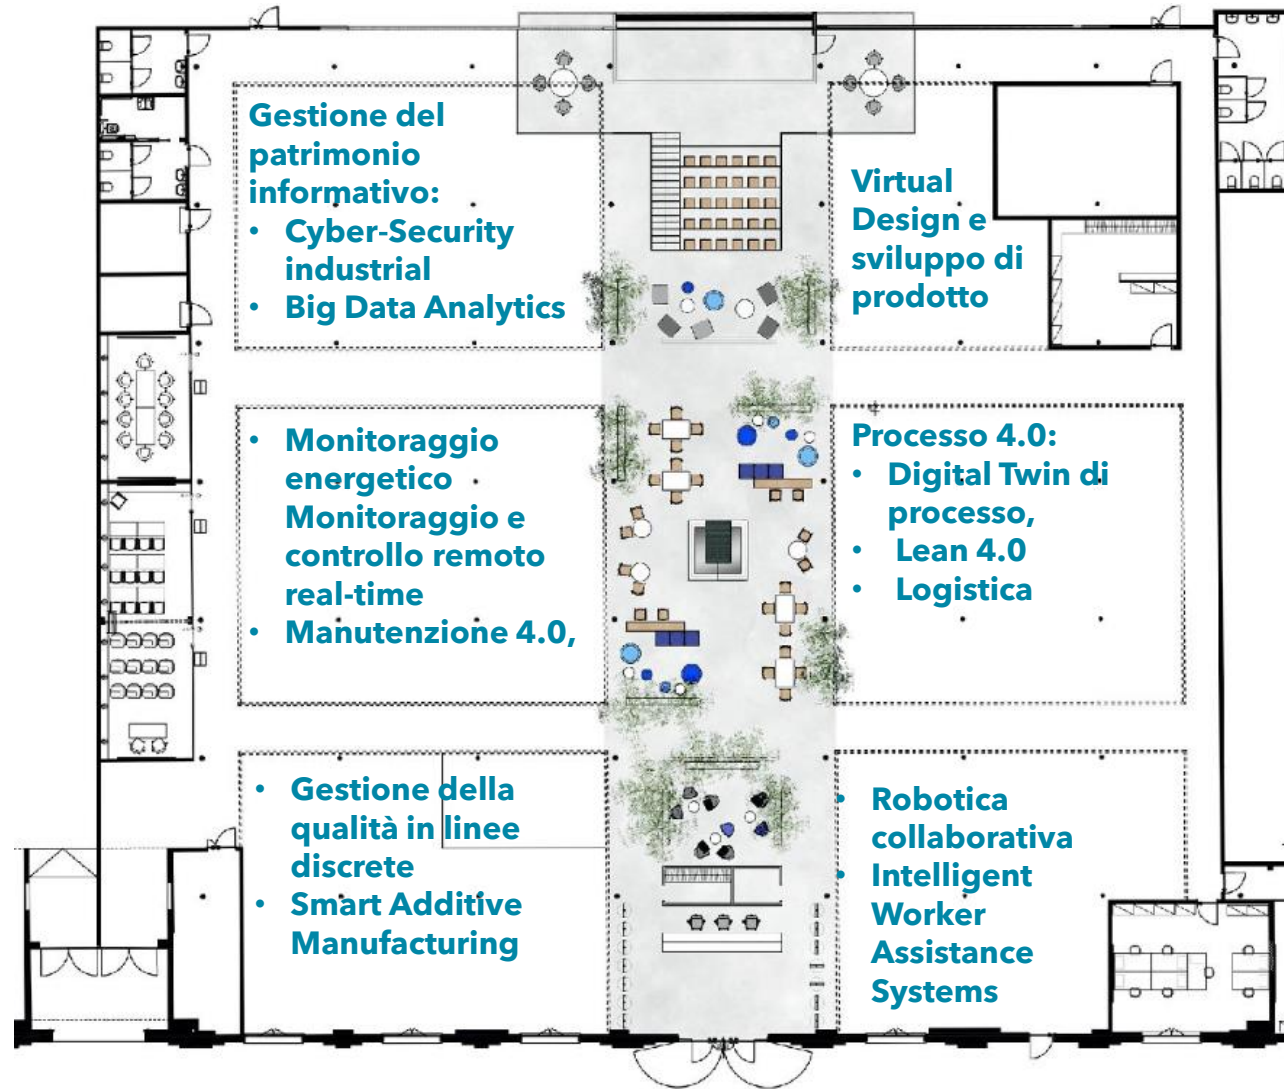 Gestione del
patrimonio
informativo:
• Cyber-Security
industrial
• Big Data Analytics
Virtual
Design e
sviluppo di
prodotto
• Monitoraggio
energetico
Monitoraggio e
controllo remoto
real-time
• Manutenzione 4.0,
Processo 4.0:
• Digital Twin di
processo,
• Lean 4.0
• Logistica
• Gestione della
qualità in linee
discrete
• Smart Additive
Manufacturing
• Robotica
collaborativa
• Intelligent
Worker
Assistance
Systems